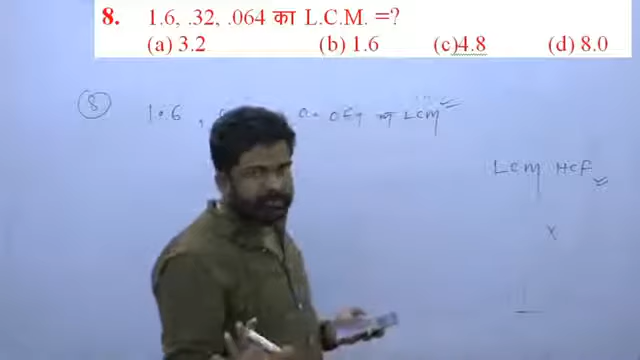 8. 1.6, .32, .064 का L.C.M. =?
(a) 3.2 (b) 1.6 (c)4.8 (d) 8.0
8 1.6 , का LCM
LCM HCF
x